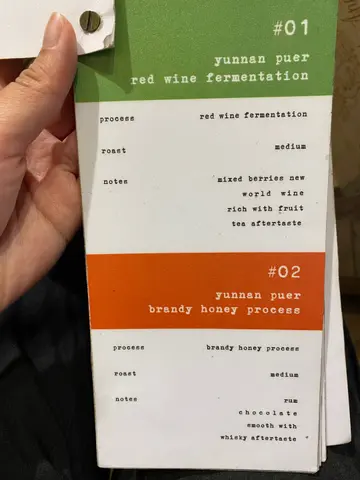 #01
yunnan puer
red wine fermentation
process red wine fermentation
roast medium
notes mixed berries new
world wine
rich with fruit
tea aftertaste
#02
yunnan puer
brandy honey process
process brandy honey process
roast medium
notes rum
chocolate
smooth with
whisky aftertaste